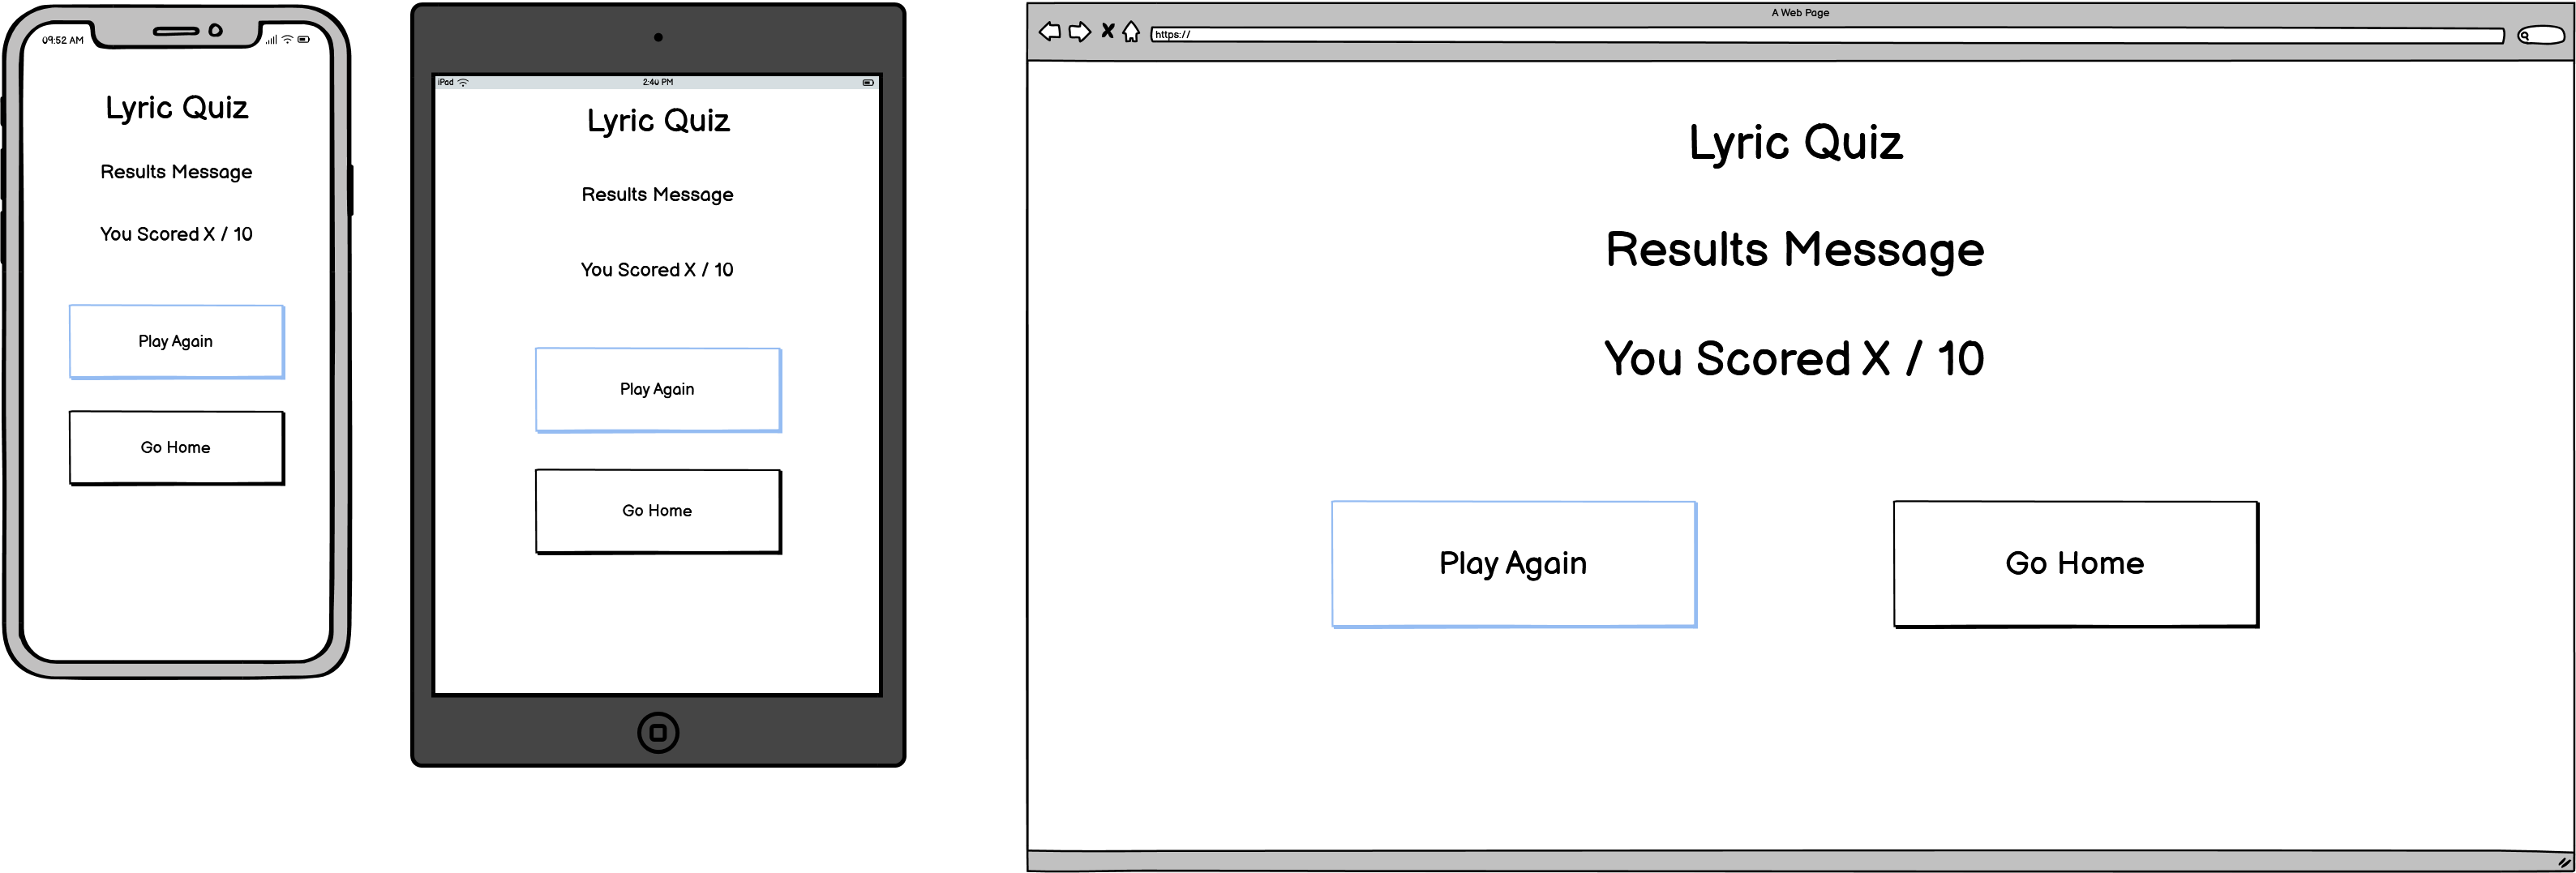 09:52 AM
Lyric Quiz
Results Message
You Scored X / 10
Play Again
Go Home
iPad
2:40 PM
Lyric Quiz
Results Message
You Scored X / 10
Play Again
Go Home
A Web Page
https://
Lyric Quiz
Results Message
You Scored X / 10
Play Again
Go Home